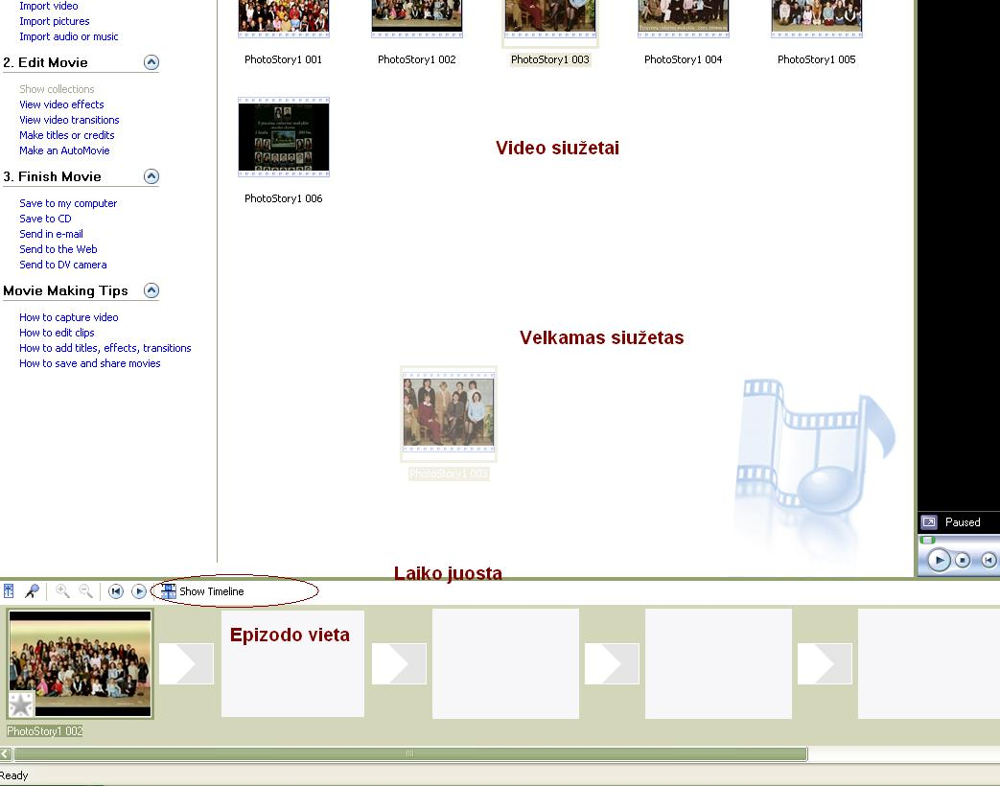 Import video
Import pictures
Import audio or music
2. Edit Movie
Show collections
View video effects
View video transitions
Make titles or credits
Make an AutoMovie
3. Finish Movie
Save to my computer
Save to CD
Send in e-mail
Send to the Web
Send to DV camera
Movie Making Tips
How to capture video
How to edit clips
How to add titles, effects, transitions
How to save and share movies
PhotoStory1 001
PhotoStory1 002
PhotoStory1 003
PhotoStory1 004
PhotoStory1 005
PhotoStory1 006
Video siužetai
Velkamas siužetas
PhotoStory1 003
Paused
Laiko juosta
Show Timeline
Epizodo vieta
PhotoStory1 002
Ready